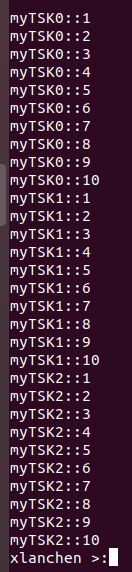 myTSK0::1
myTSK0::2
myTSK0::3
myTSK0::4
myTSK0::5
myTSK0::6
myTSK0::7
myTSK0::8
myTSK0::9
myTSK0::10
myTSK1::1
myTSK1::2
myTSK1::3
myTSK1::4
myTSK1::5
myTSK1::6
myTSK1::7
myTSK1::8
myTSK1::9
myTSK1::10
myTSK2::1
myTSK2::2
myTSK2::3
myTSK2::4
myTSK2::5
myTSK2::6
myTSK2::7
myTSK2::8
myTSK2::9
myTSK2::10
xlanchen >: